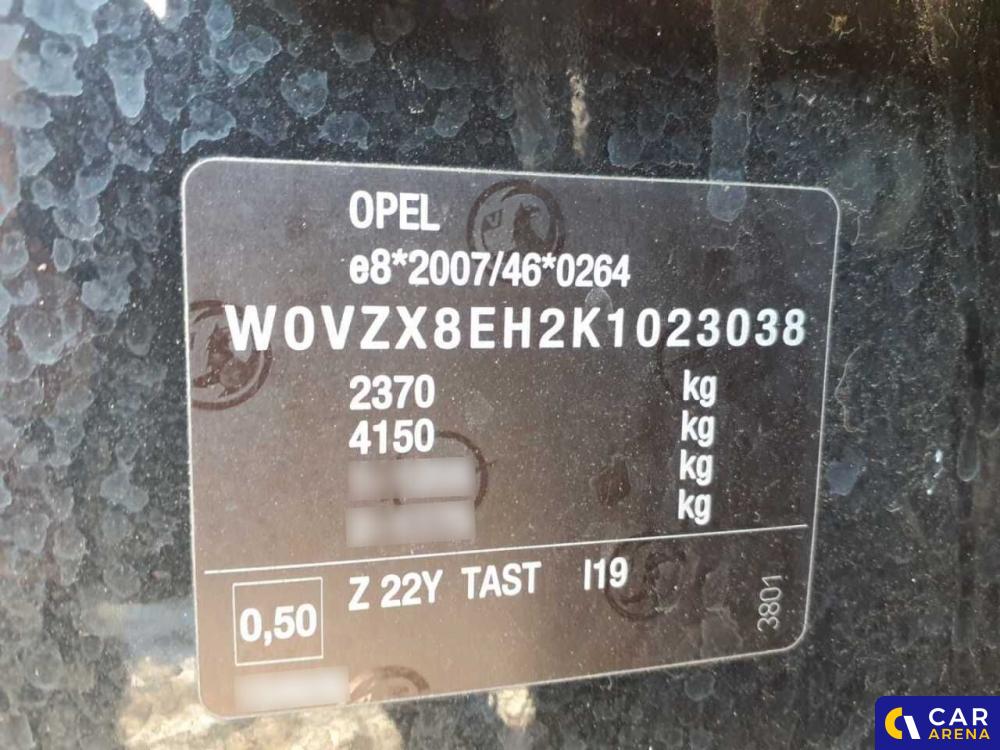 OPEL
e8*2007/46*0264
W0VZX8EH2K1023038
2370 kg
4150 kg
kg
kg
0,50 Z 22Y TAST I19
3801
CAR
ARENA